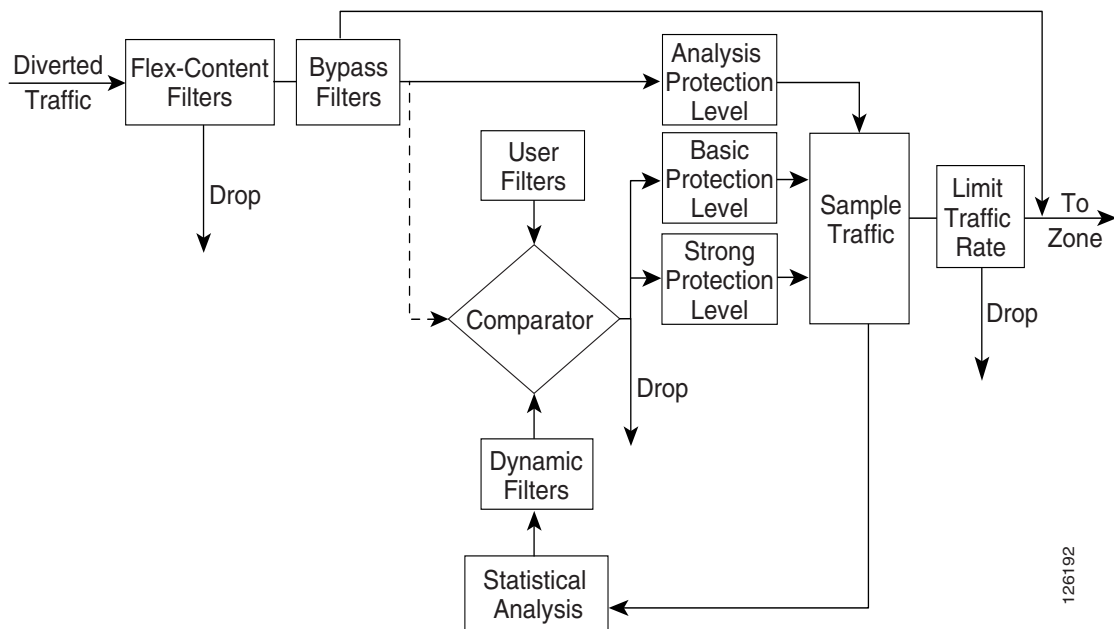 Diverted
Traffic
Flex-Content
Filters
Bypass
Filters
Analysis
Protection
Level
Drop
User
Filters
Basic
Protection
Level
Sample
Traffic
Limit
Traffic
Rate
To
Zone
Strong
Protection
Level
Comparator
Drop
Drop
Dynamic
Filters
Statistical
Analysis
126192